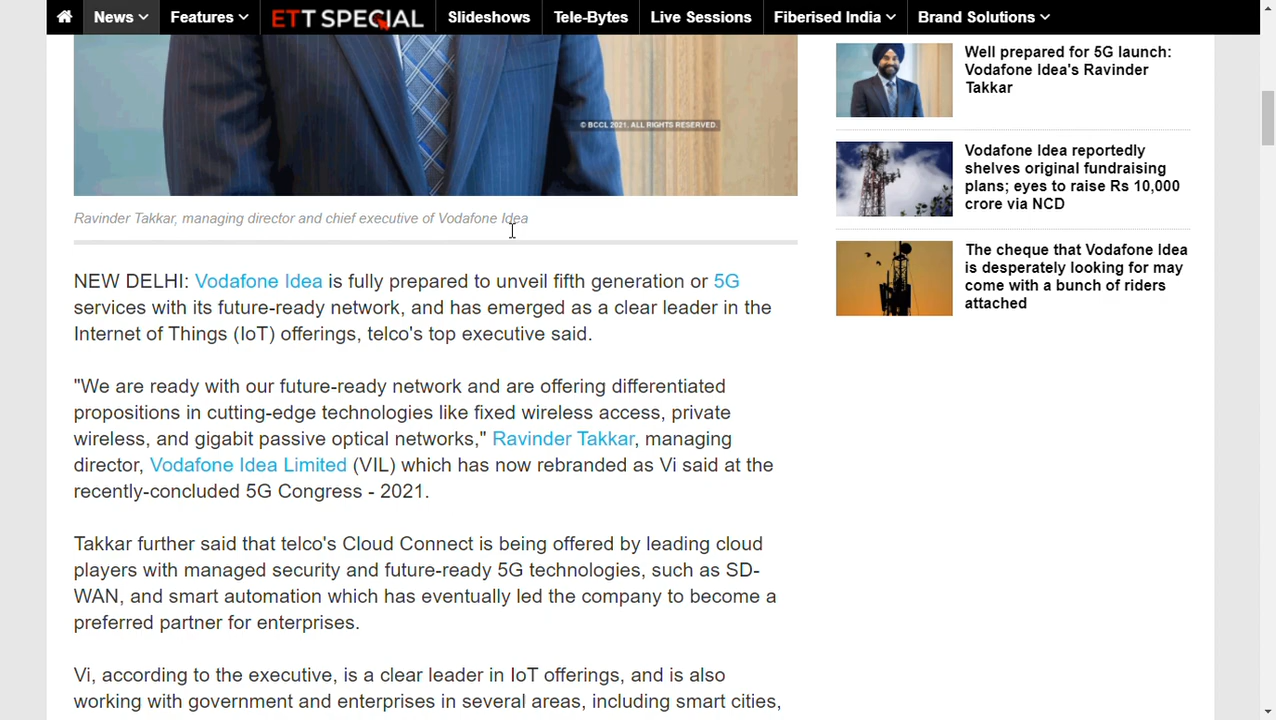 News Features ETT SPECIAL Slideshows Tele-Bytes Live Sessions Fiberised India Brand Solutions
© BCCL 2021. ALL RIGHTS RESERVED.
Ravinder Takkar, managing director and chief executive of Vodafone Idea
NEW DELHI: Vodafone Idea is fully prepared to unveil fifth generation or 5G
services with its future-ready network, and has emerged as a clear leader in the
Internet of Things (IoT) offerings, telco's top executive said.
"We are ready with our future-ready network and are offering differentiated
propositions in cutting-edge technologies like fixed wireless access, private
wireless, and gigabit passive optical networks," Ravinder Takkar, managing
director, Vodafone Idea Limited (VIL) which has now rebranded as Vi said at the
recently-concluded 5G Congress - 2021.
Takkar further said that telco's Cloud Connect is being offered by leading cloud
players with managed security and future-ready 5G technologies, such as SD-
WAN, and smart automation which has eventually led the company to become a
preferred partner for enterprises.
Vi, according to the executive, is a clear leader in IoT offerings, and is also
working with government and enterprises in several areas, including smart cities,
Well prepared for 5G launch:
Vodafone Idea's Ravinder
Takkar
Vodafone Idea reportedly
shelves original fundraising
plans; eyes to raise Rs 10,000
crore via NCD
The cheque that Vodafone Idea
is desperately looking for may
come with a bunch of riders
attached